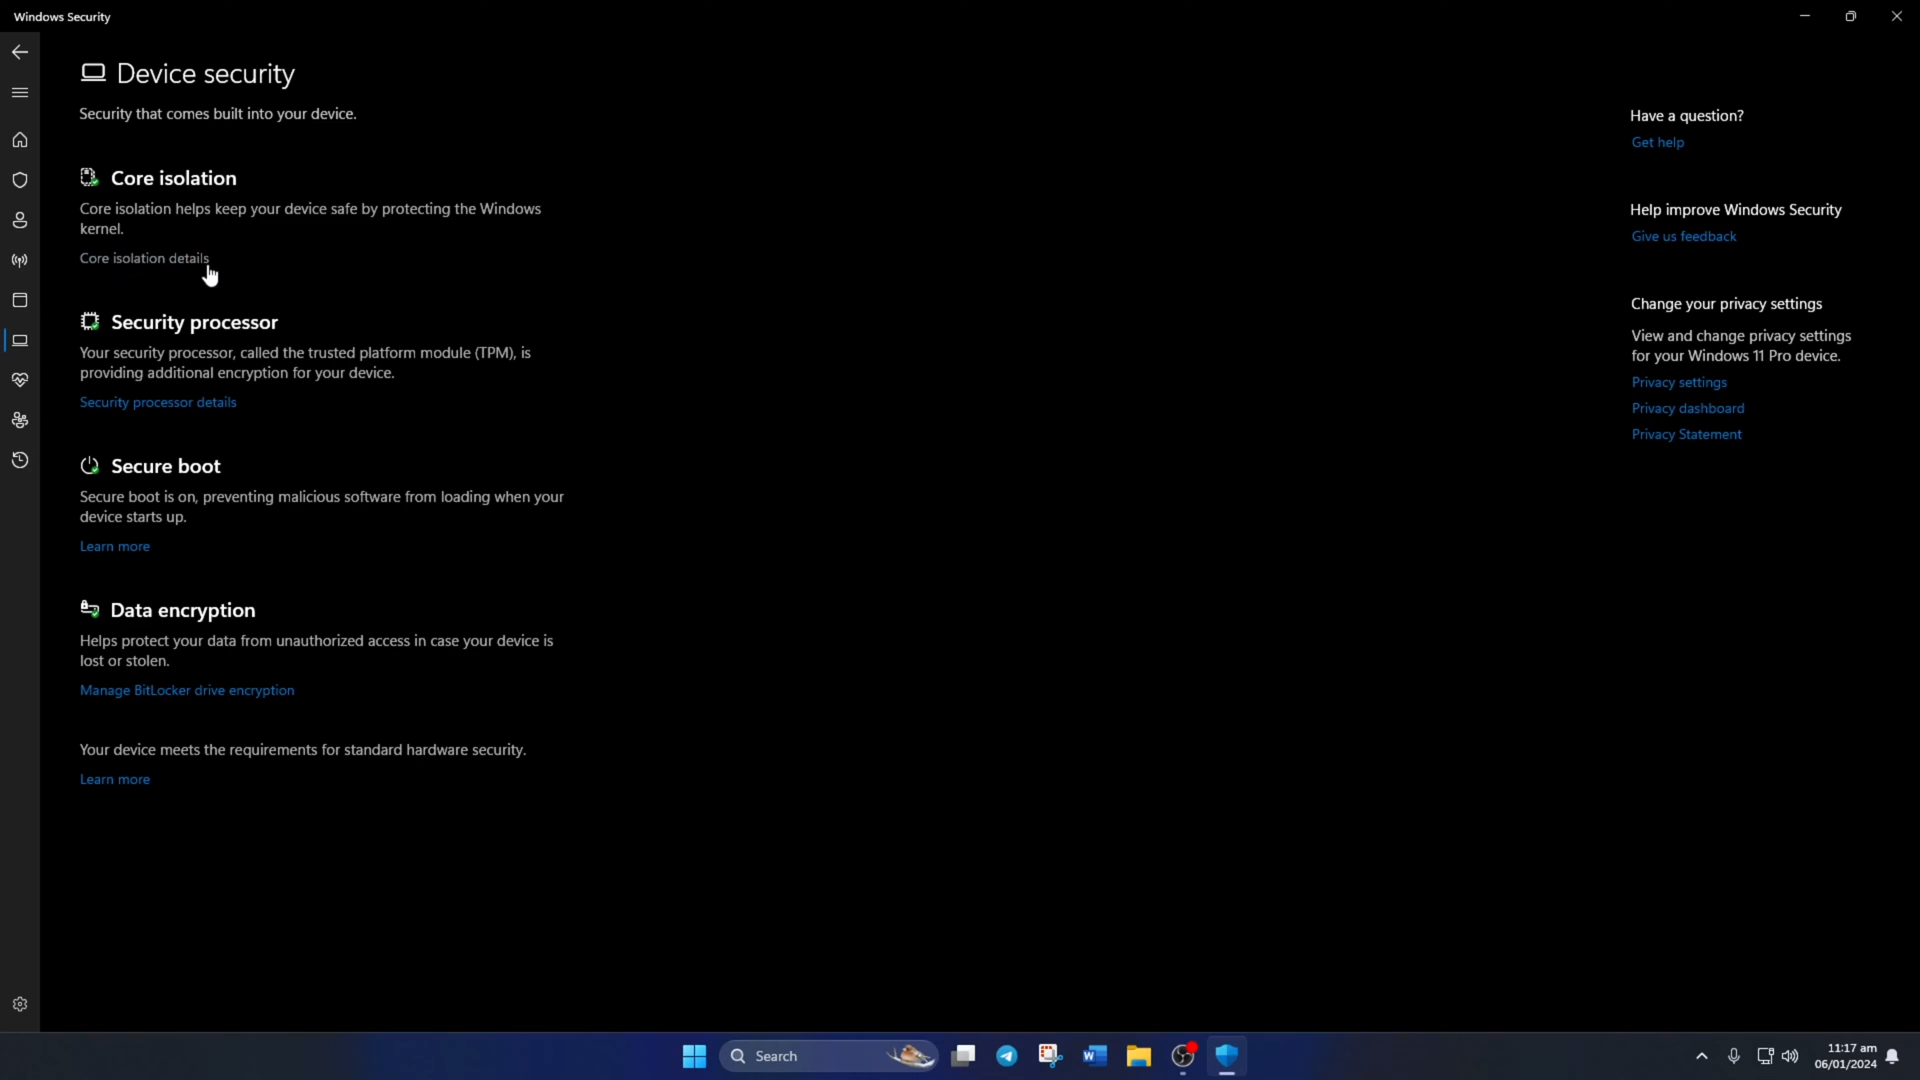 Windows Security
Device security
Security that comes built into your device.
Core isolation
Core isolation helps keep your device safe by protecting the Windows
kernel.
Core isolation details
Security processor
Your security processor, called the trusted platform module (TPM), is
providing additional encryption for your device.
Security processor details
Secure boot
Secure boot is on, preventing malicious software from loading when your
device starts up.
Learn more
Data encryption
Helps protect your data from unauthorized access in case your device is
lost or stolen.
Manage BitLocker drive encryption
Your device meets the requirements for standard hardware security.
Learn more
Have a question?
Get help
Help improve Windows Security
Give us feedback
Change your privacy settings
View and change privacy settings
for your Windows 11 Pro device.
Privacy settings
Privacy dashboard
Privacy Statement
Search
W
11:17 am
06/01/2024